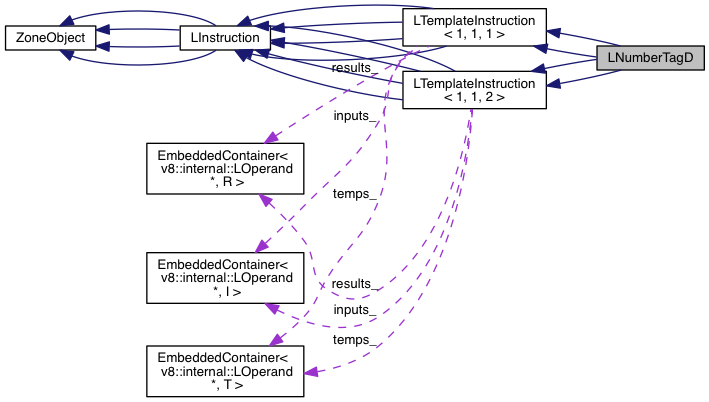 ZoneObject
LInstruction
LTemplateInstruction
< 1, 1, 1 >
LNumberTagD
LTemplateInstruction
< 1, 1, 2 >
results_
inputs_
EmbeddedContainer<
v8::internal::LOperand
*, R >
temps_
EmbeddedContainer<
v8::internal::LOperand
*, I >
results_
inputs_
temps_
EmbeddedContainer<
v8::internal::LOperand
*, T >